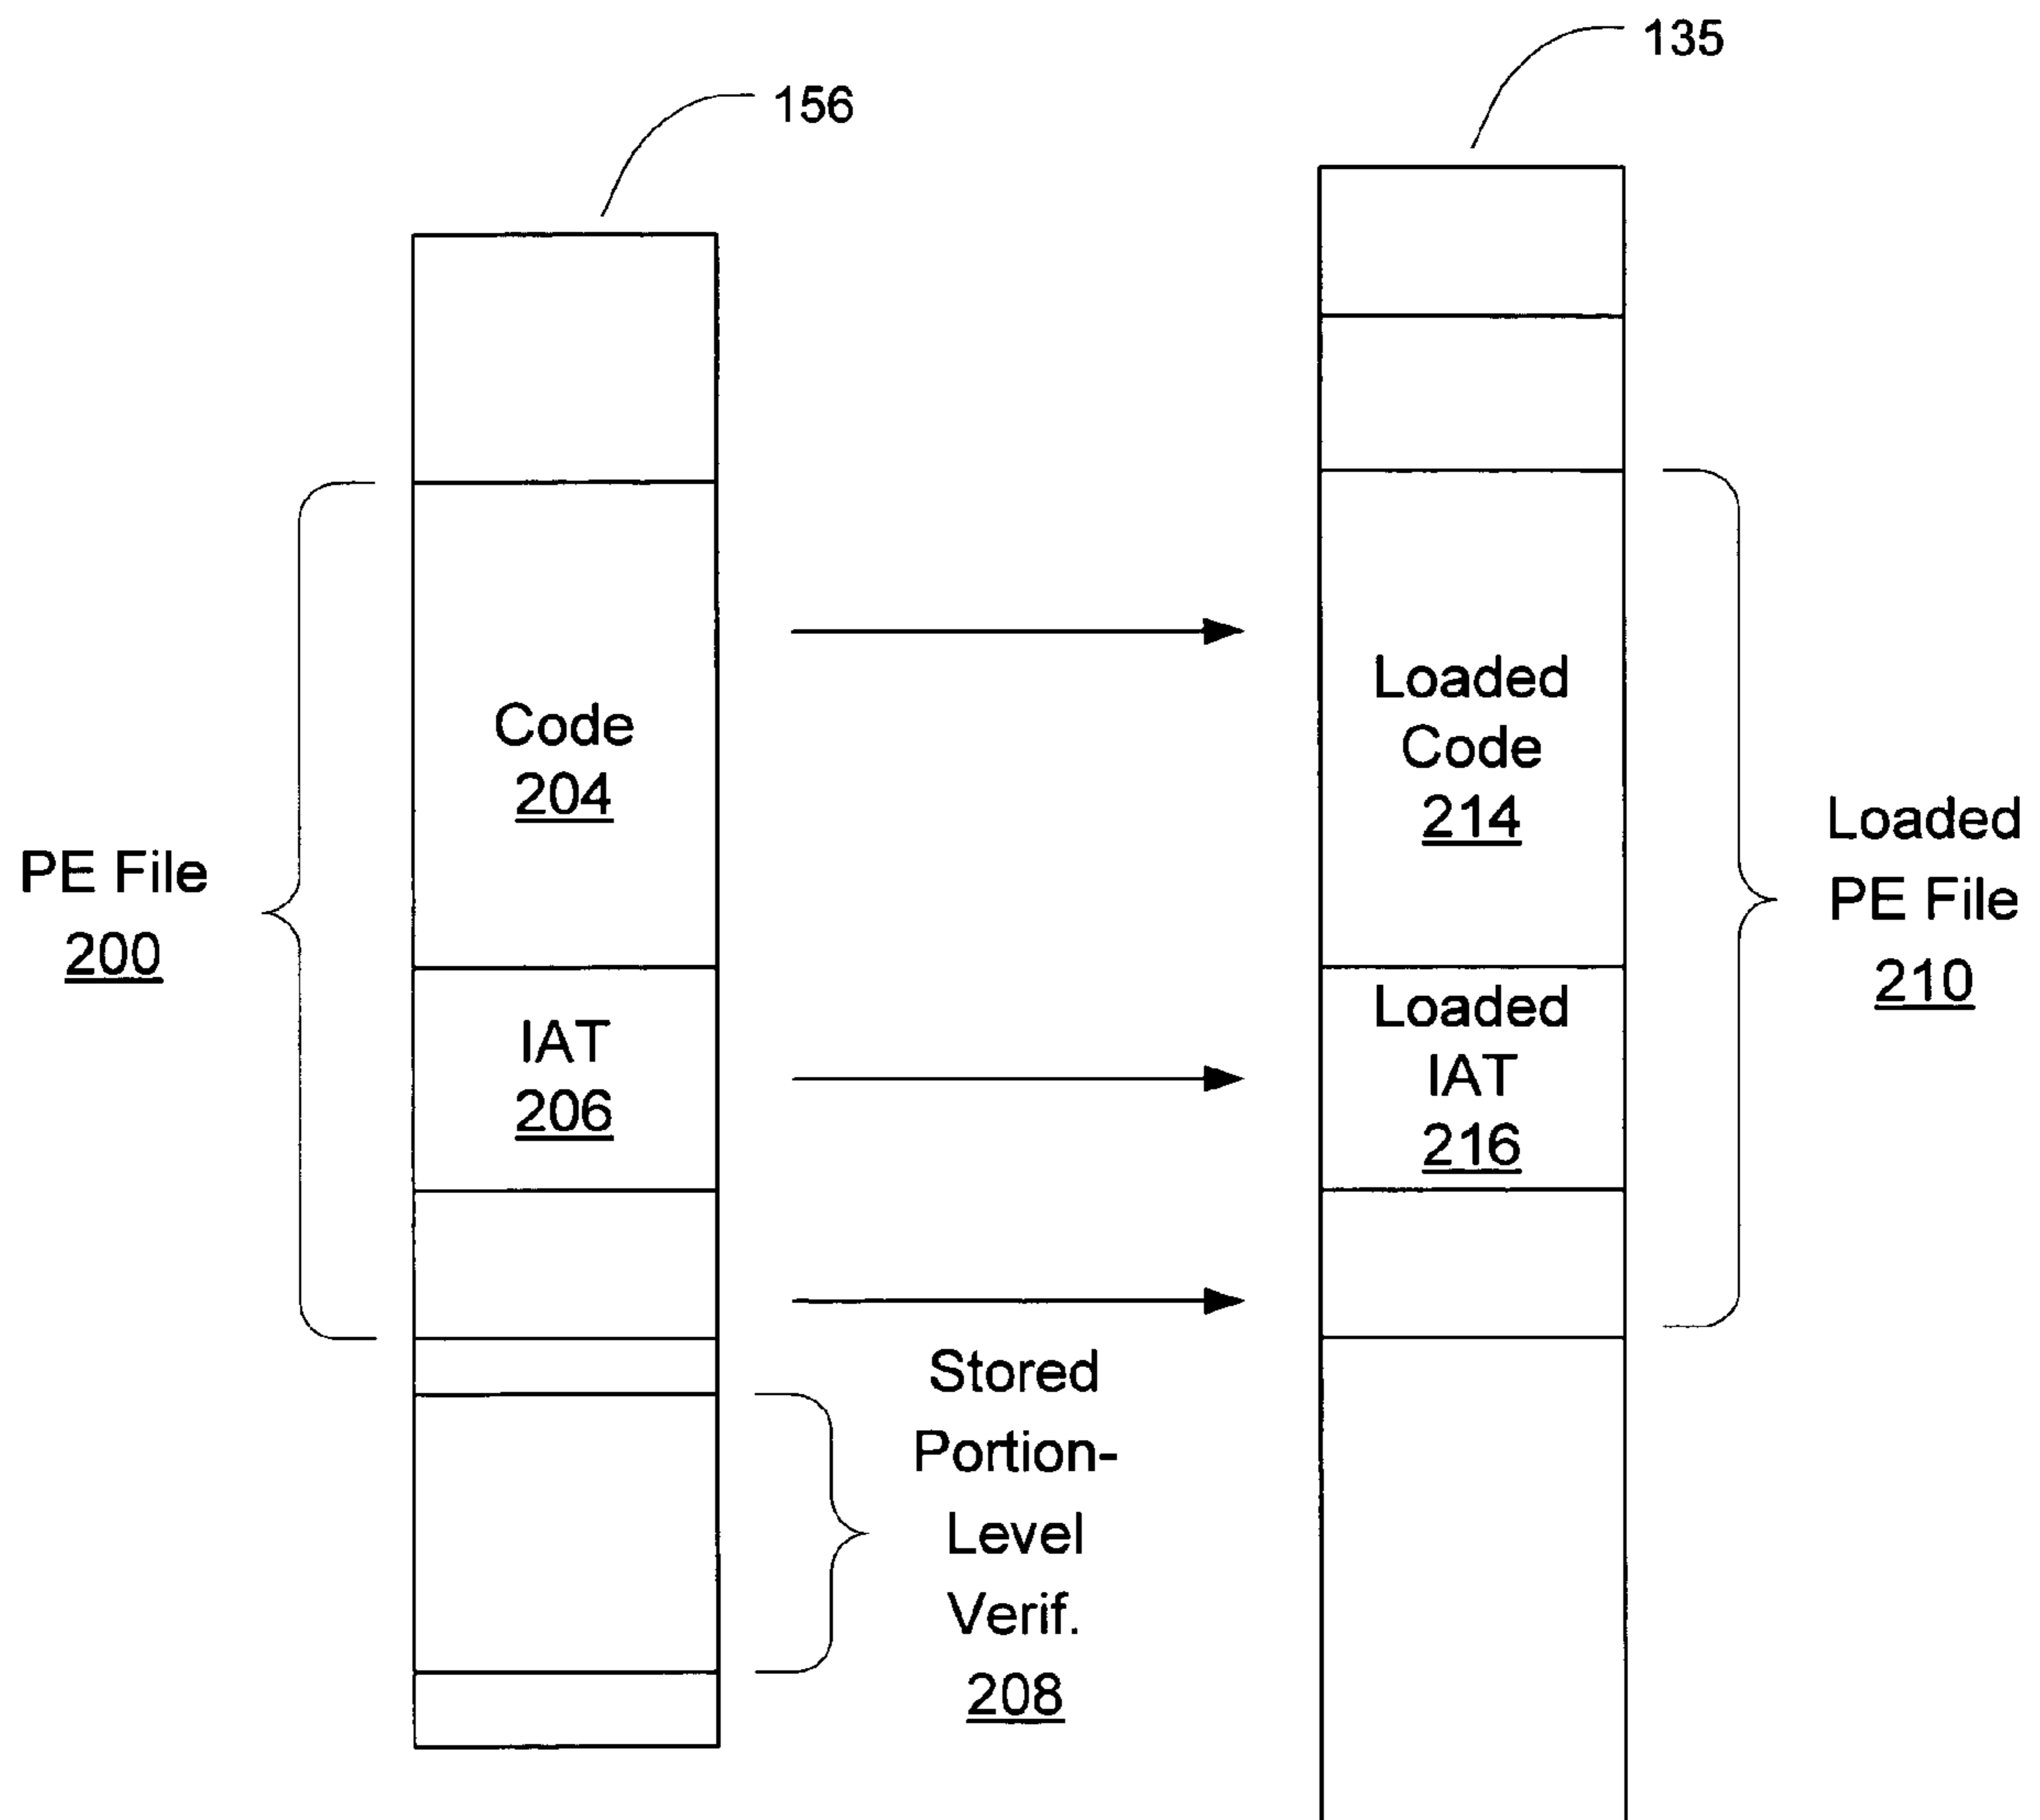 135
156
Code
204
Loaded
Code
214
PE File
200
Loaded
PE File
210
IAT
206
Loaded
IAT
216
Stored
Portion-
Level
Verif.
208